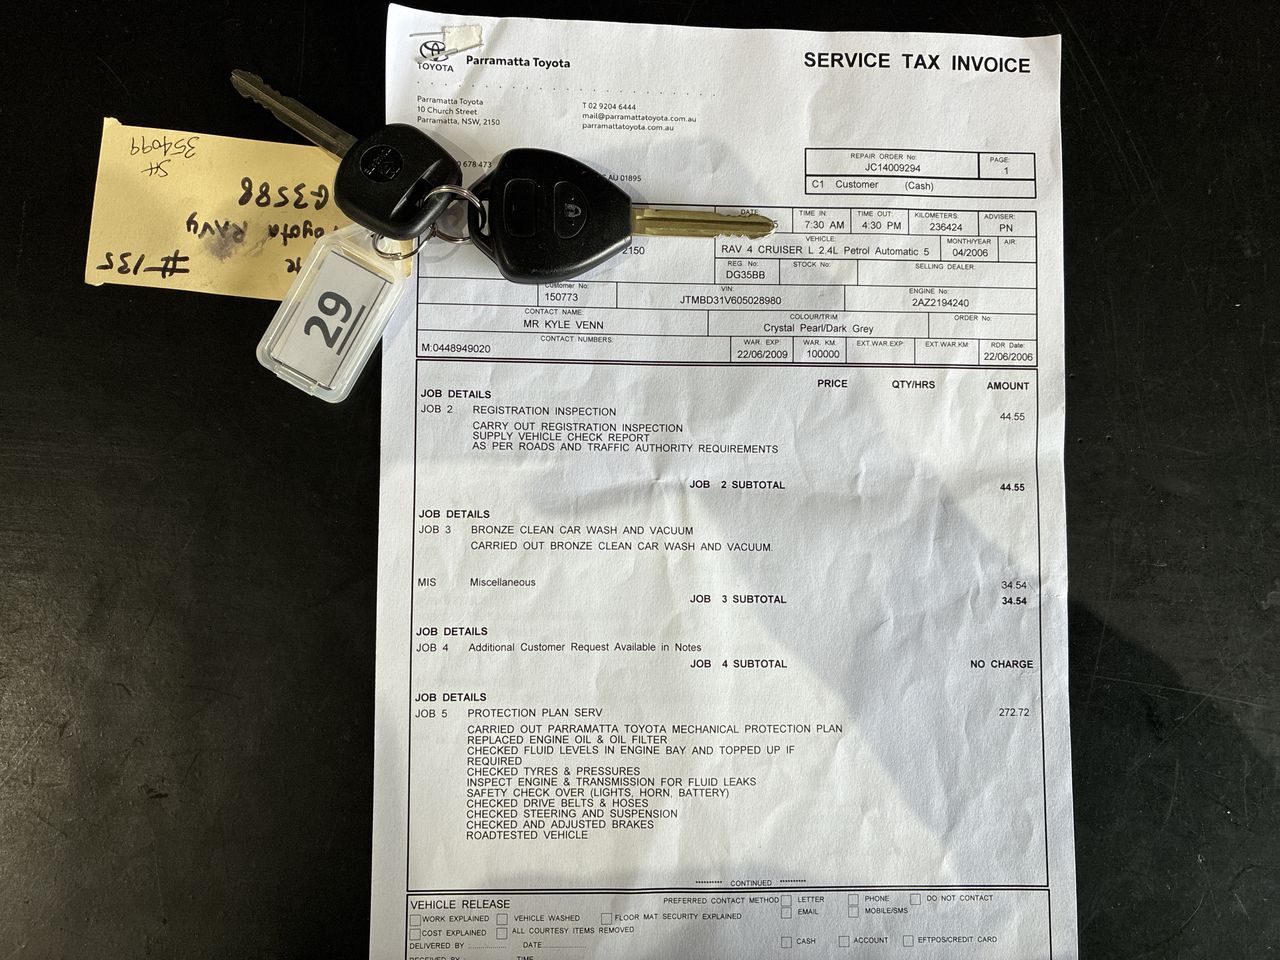 TOYOTA
Parramatta Toyota
SERVICE TAX INVOICE
Parramatta Toyota
10 Church Street
Parramatta, NSW, 2150
T 02 9204 6444
mail@parramattatoyota.com.au
parramattatoyota.com.au
678 473
AU 01895
REPAIR ORDER No:
JC14009294
PAGE:
1
C1 Customer (Cash)
DATE
TIME IN:
7:30 AM
TIME OUT:
4:30 PM
KILOMETERS:
236424
ADVISER:
PN
2150
VEHICLE:
RAV 4 CRUISER L 2.4L Petrol Automatic 5
MONTH/YEAR
04/2006
AIR:
REG. No:
DG35BB
STOCK No:
SELLING DEALER:
Customer No:
150773
VIN:
JTMBD31V605028980
ENGINE No:
2AZ2194240
CONTACT NAME:
MR KYLE VENN
COLOUR/TRIM
Crystal Pearl/Dark Grey
ORDER No:
CONTACT NUMBERS:
M:0448949020
WAR. EXP:
22/06/2009
WAR. KM:
100000
EXT.WAR.EXP:
EXT.WAR.KM:
RDR Date:
22/06/2006
PRICE QTY/HRS AMOUNT
JOB DETAILS
JOB 2 REGISTRATION INSPECTION 44.55
CARRY OUT REGISTRATION INSPECTION
SUPPLY VEHICLE CHECK REPORT
AS PER ROADS AND TRAFFIC AUTHORITY REQUIREMENTS
JOB 2 SUBTOTAL 44.55
JOB DETAILS
JOB 3 BRONZE CLEAN CAR WASH AND VACUUM
CARRIED OUT BRONZE CLEAN CAR WASH AND VACUUM.
MIS Miscellaneous 34.54
JOB 3 SUBTOTAL 34.54
JOB DETAILS
JOB 4 Additional Customer Request Available in Notes
JOB 4 SUBTOTAL NO CHARGE
JOB DETAILS
JOB 5 PROTECTION PLAN SERV 272.72
CARRIED OUT PARRAMATTA TOYOTA MECHANICAL PROTECTION PLAN
REPLACED ENGINE OIL & OIL FILTER
CHECKED FLUID LEVELS IN ENGINE BAY AND TOPPED UP IF
REQUIRED
CHECKED TYRES & PRESSURES
INSPECT ENGINE & TRANSMISSION FOR FLUID LEAKS
SAFETY CHECK OVER (LIGHTS, HORN, BATTERY)
CHECKED DRIVE BELTS & HOSES
CHECKED STEERING AND SUSPENSION
CHECKED AND ADJUSTED BRAKES
ROADTESTED VEHICLE
********* CONTINUED *********
VEHICLE RELEASE
WORK EXPLAINED VEHICLE WASHED FLOOR MAT SECURITY EXPLAINED
COST EXPLAINED ALL COURTESY ITEMS REMOVED
DELIVERED BY : DATE:
RECEIVED BY : TIME
PREFERRED CONTACT METHOD LETTER PHONE DO NOT CONTACT
EMAIL MOBILE/SMS
CASH ACCOUNT EFTPOS/CREDIT CARD
29
#135
oyota RAV4
G3588
SH
354099